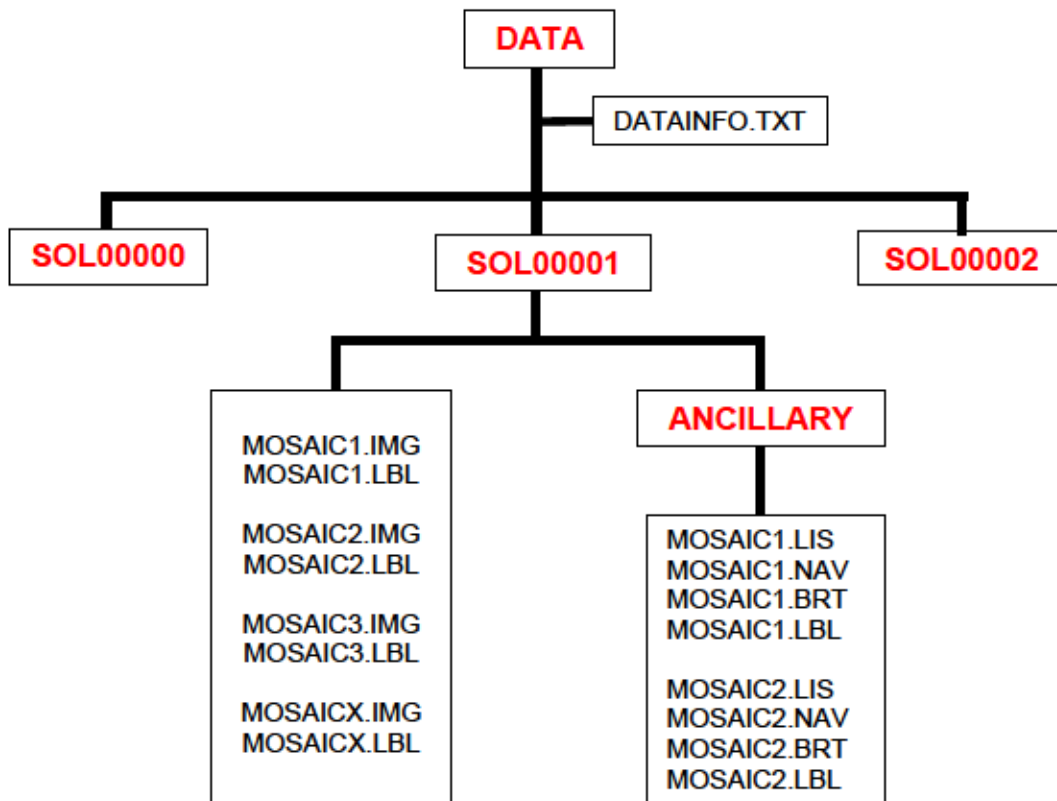 DATA
DATAINFO.TXT
SOL00000
SOL00001
SOL00002
MOSAIC1.IMG
MOSAIC1.LBL
MOSAIC2.IMG
MOSAIC2.LBL
MOSAIC3.IMG
MOSAIC3.LBL
MOSAICX.IMG
MOSAICX.LBL
ANCILLARY
MOSAIC1.LIS
MOSAIC1.NAV
MOSAIC1.BRT
MOSAIC1.LBL
MOSAIC2.LIS
MOSAIC2.NAV
MOSAIC2.BRT
MOSAIC2.LBL